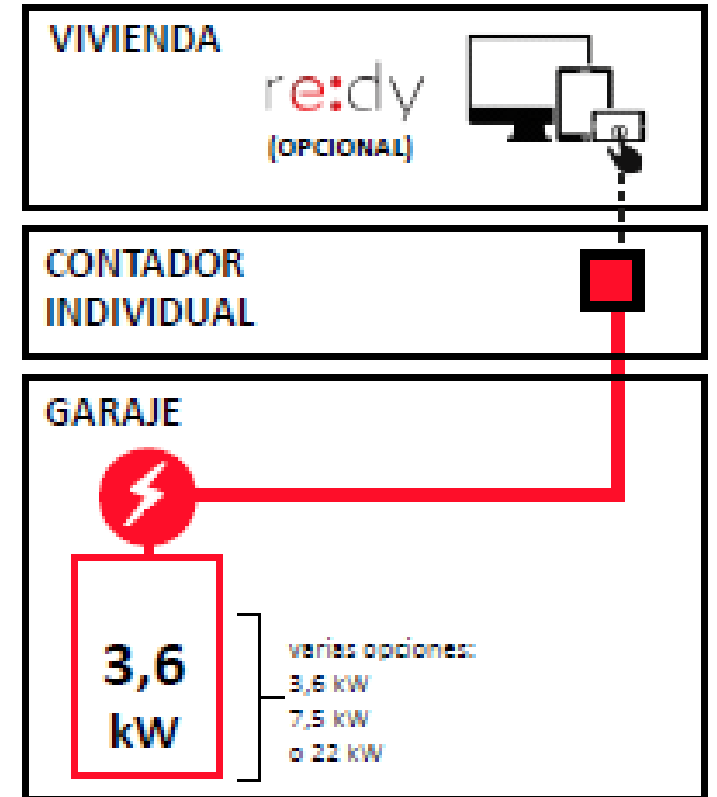 VIVIENDA
re:dy
(OPCIONAL)
CONTADOR
INDIVIDUAL
GARAJE
3,6
kW
varias opciones:
3,6 kW
7,5 kW
o 22 kW